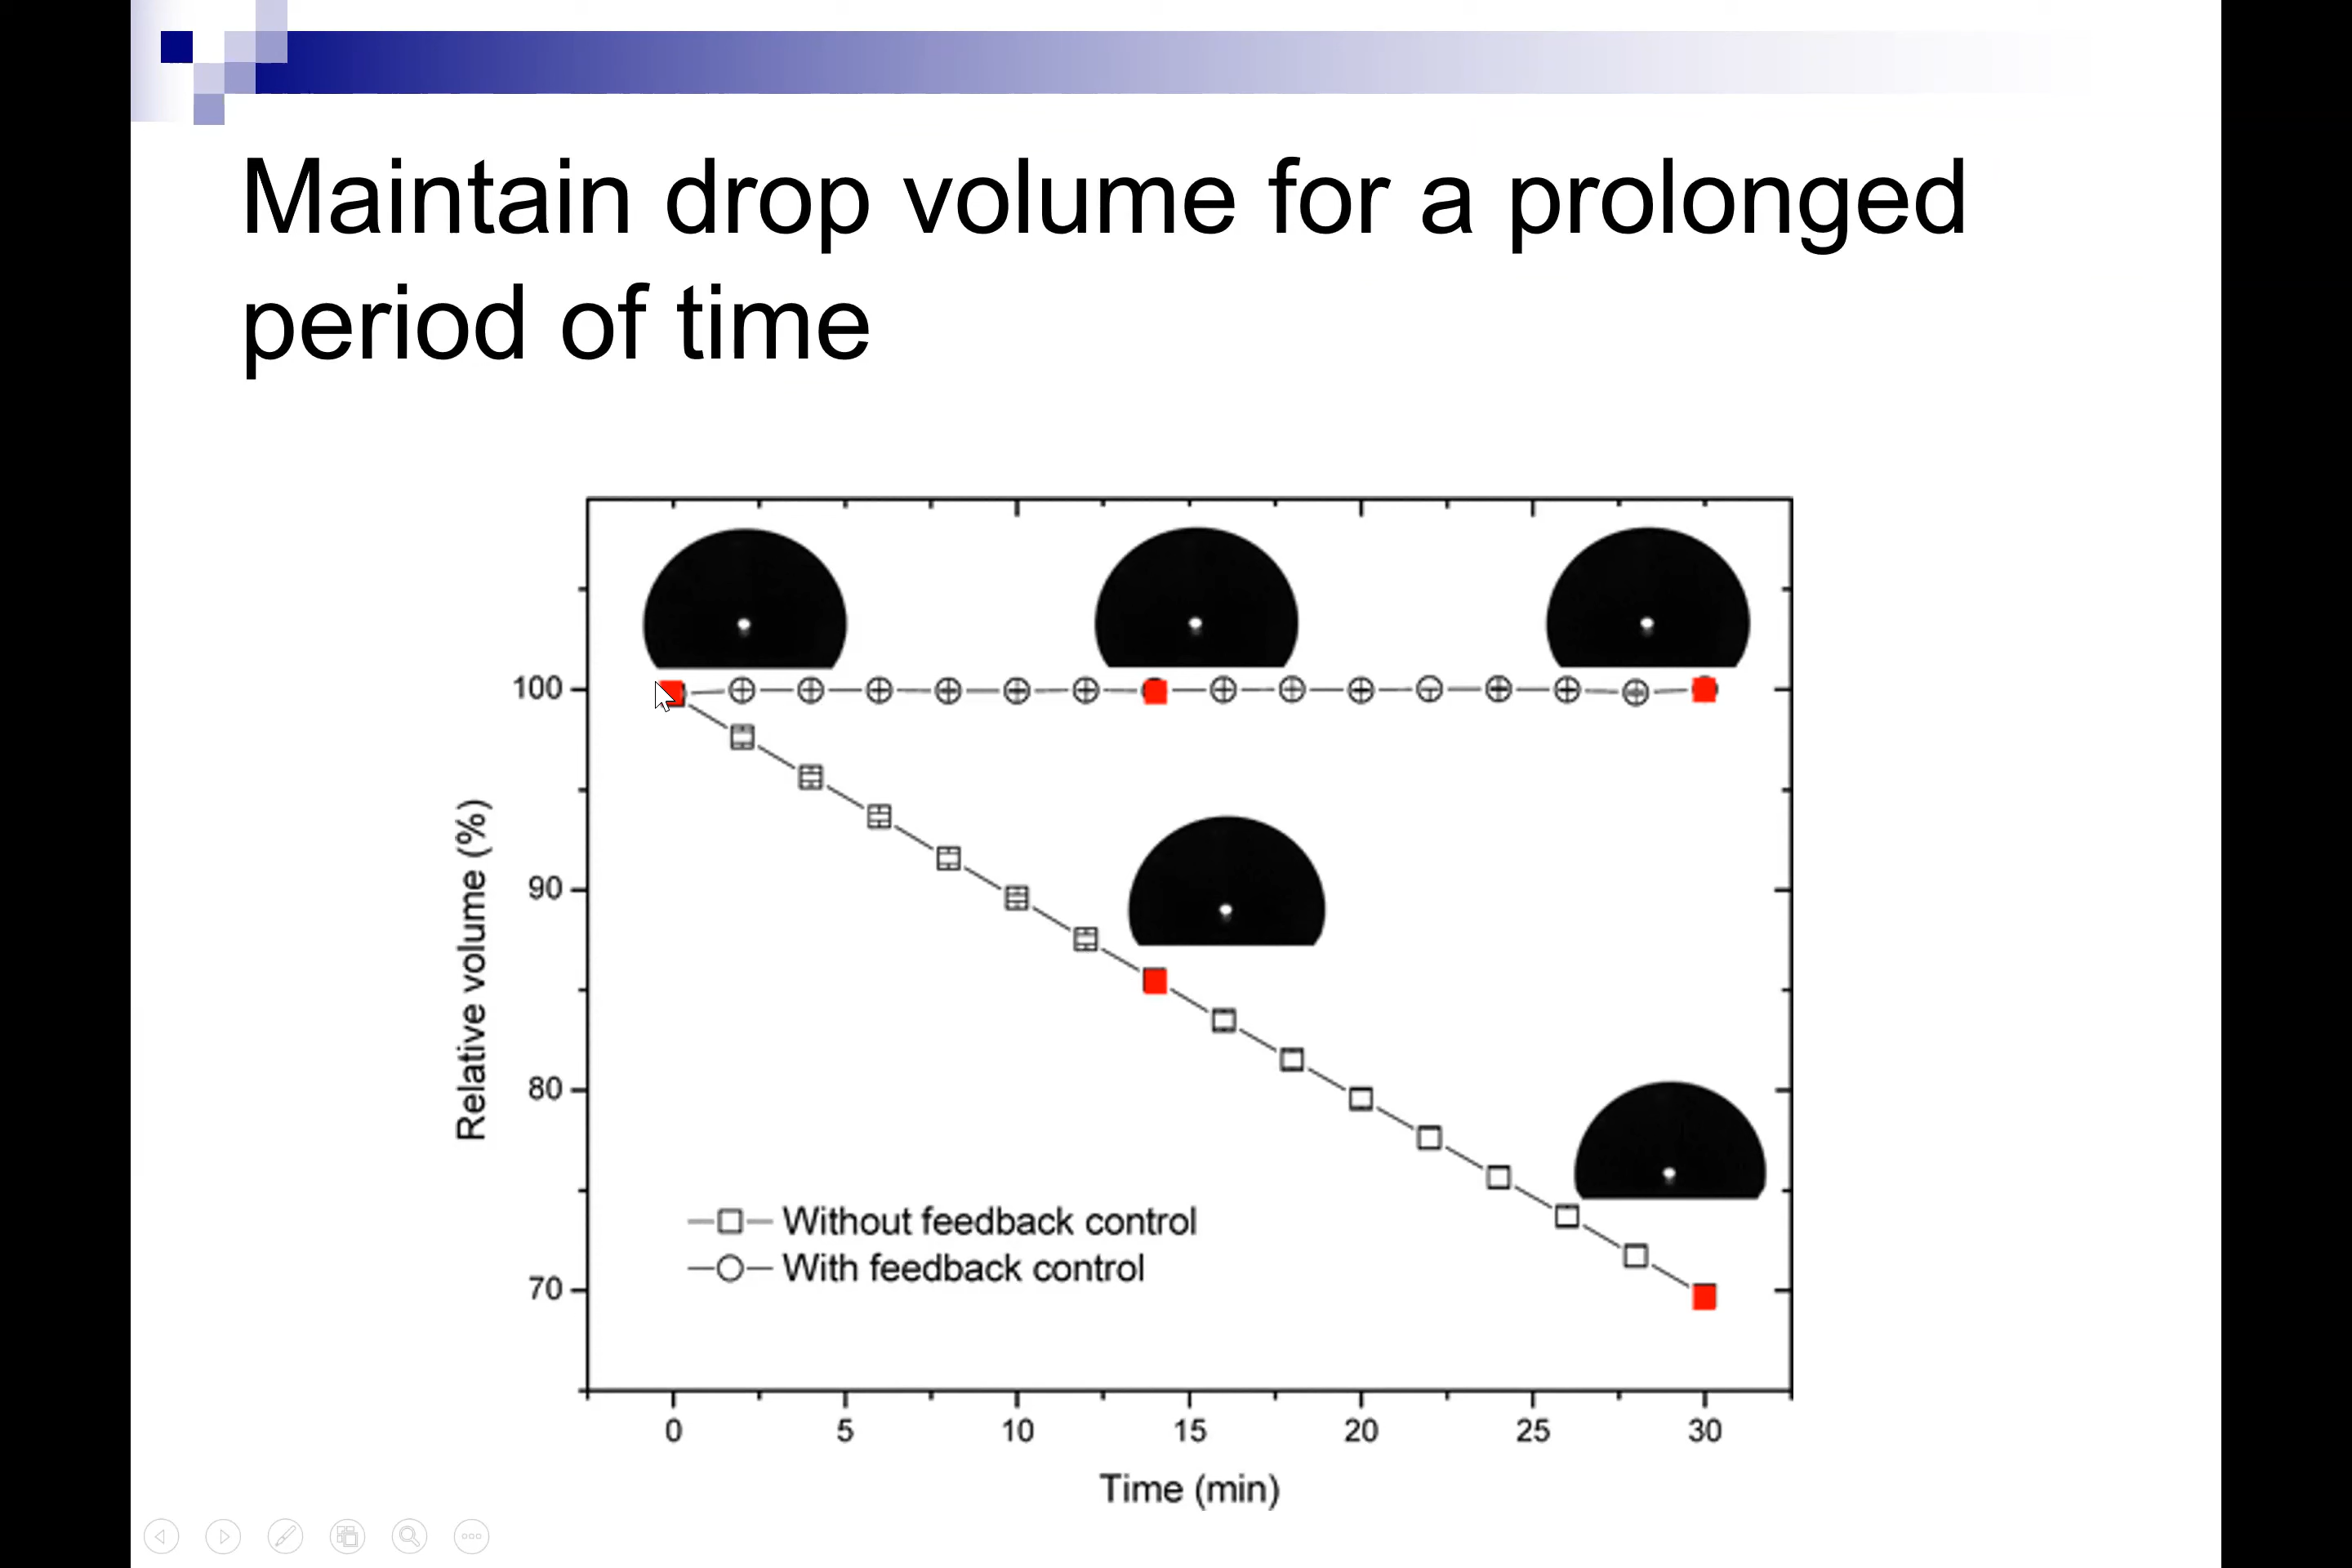 Maintain drop volume for a prolonged
period of time
100
90
80
70
Relative volume (%)
Without feedback control
With feedback control
0 5 10 15 20 25 30
Time (min)